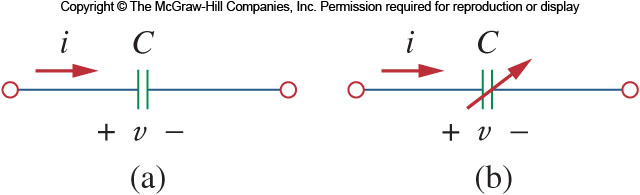 Copyright © The McGraw-Hill Companies, Inc. Permission required for reproduction or display
i C i C
+ v − + v −
(a) (b)